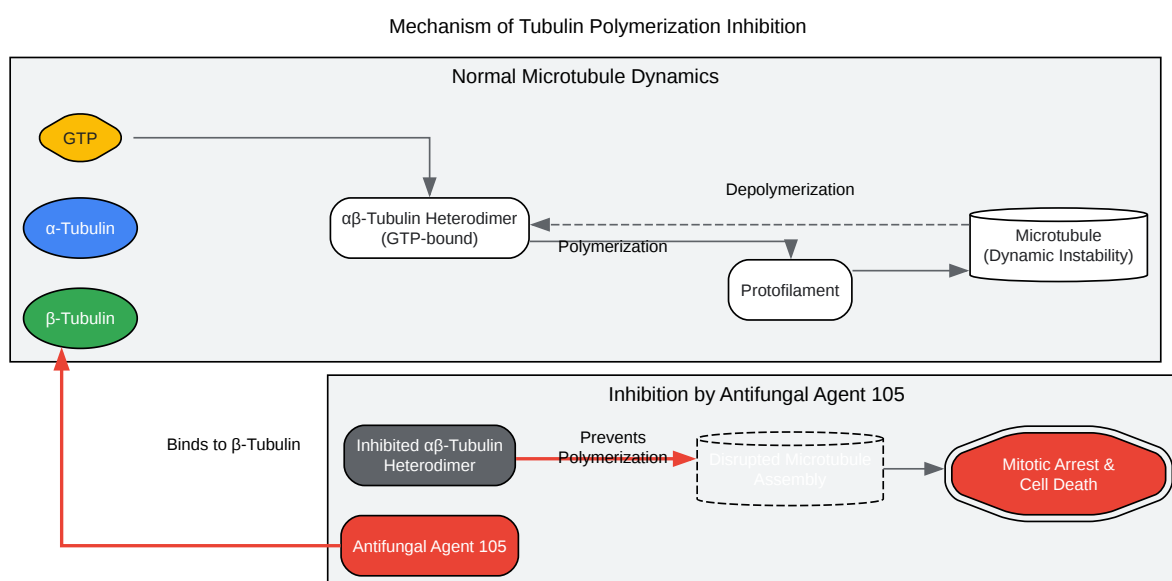 Mechanism of Tubulin Polymerization Inhibition
Normal Microtubule Dynamics
GTP
α-Tubulin
αβ-Tubulin Heterodimer
(GTP-bound)
Depolymerization
Polymerization
Microtubule
(Dynamic Instability)
Protofilament
β-Tubulin
Inhibition by Antifungal Agent 105
Binds to β-Tubulin
Inhibited αβ-Tubulin
Heterodimer
Prevents
Polymerization
Disrupted Microtubule
Assembly
Mitotic Arrest &
Cell Death
Antifungal Agent 105